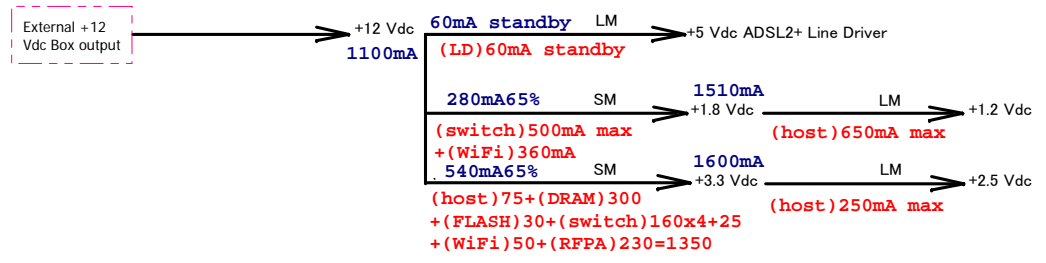 External +12
Vdc Box output
+12 Vdc
1100mA
60mA standby
LM
(LD)60mA standby
+5 Vdc ADSL2+ Line Driver
280mA65%
SM
1510mA
+1.8 Vdc
LM
+1.2 Vdc
(switch)500mA max
+(WiFi)360mA
(host)650mA max
540mA65%
SM
1600mA
+3.3 Vdc
LM
+2.5 Vdc
(host)75+(DRAM)300
+(FLASH)30+(switch)160x4+25
+(WiFi)50+(RFPA)230=1350
(host)250mA max